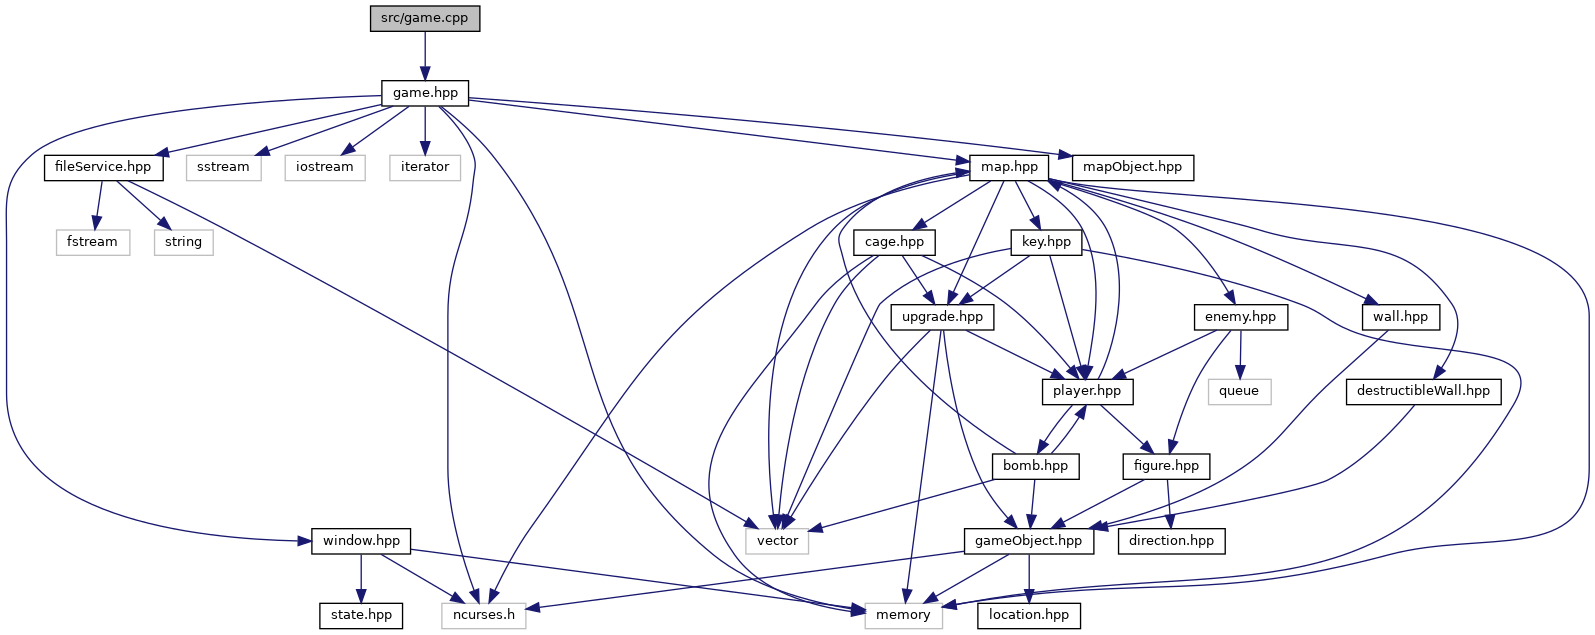 src/game.cpp
game.hpp
fileService.hpp
sstream
iostream
iterator
map.hpp
mapObject.hpp
fstream
string
cage.hpp
key.hpp
upgrade.hpp
enemy.hpp
wall.hpp
player.hpp
queue
destructibleWall.hpp
bomb.hpp
figure.hpp
window.hpp
vector
gameObject.hpp
direction.hpp
state.hpp
ncurses.h
memory
location.hpp